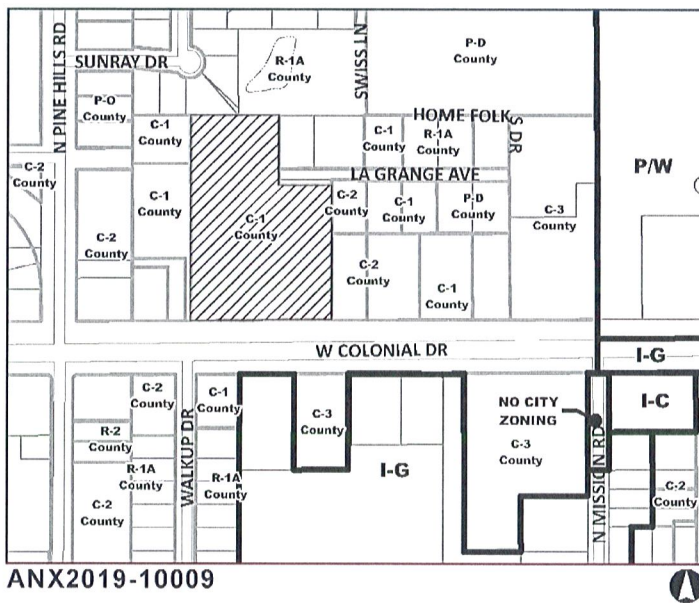 N PINE HILLS RD
SUNRAY DR
R-1A
County
SWISS LN
P-D
County
P-O
County
C-1
County
HOME FOLKS DR
C-1
County
R-1A
County
P/W
C-2
County
LA GRANGE AVE
C-1
County
C-1
County
C-2
County
C-1
County
P-D
County
C-3
County
C-2
County
C-2
County
C-1
County
W COLONIAL DR
I-G
C-2
County
C-1
County
NO CITY
ZONING
I-C
C-3
County
R-2
County
WALKUP DR
I-G
C-3
County
N MISSION RD
R-1A
County
R-1A
County
C-2
County
C-2
County
ANX2019-10009